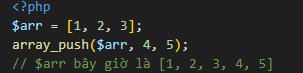 <?php
$arr = [1, 2, 3];
array_push($arr, 4, 5);
// $arr bây giờ là [1, 2, 3, 4, 5]